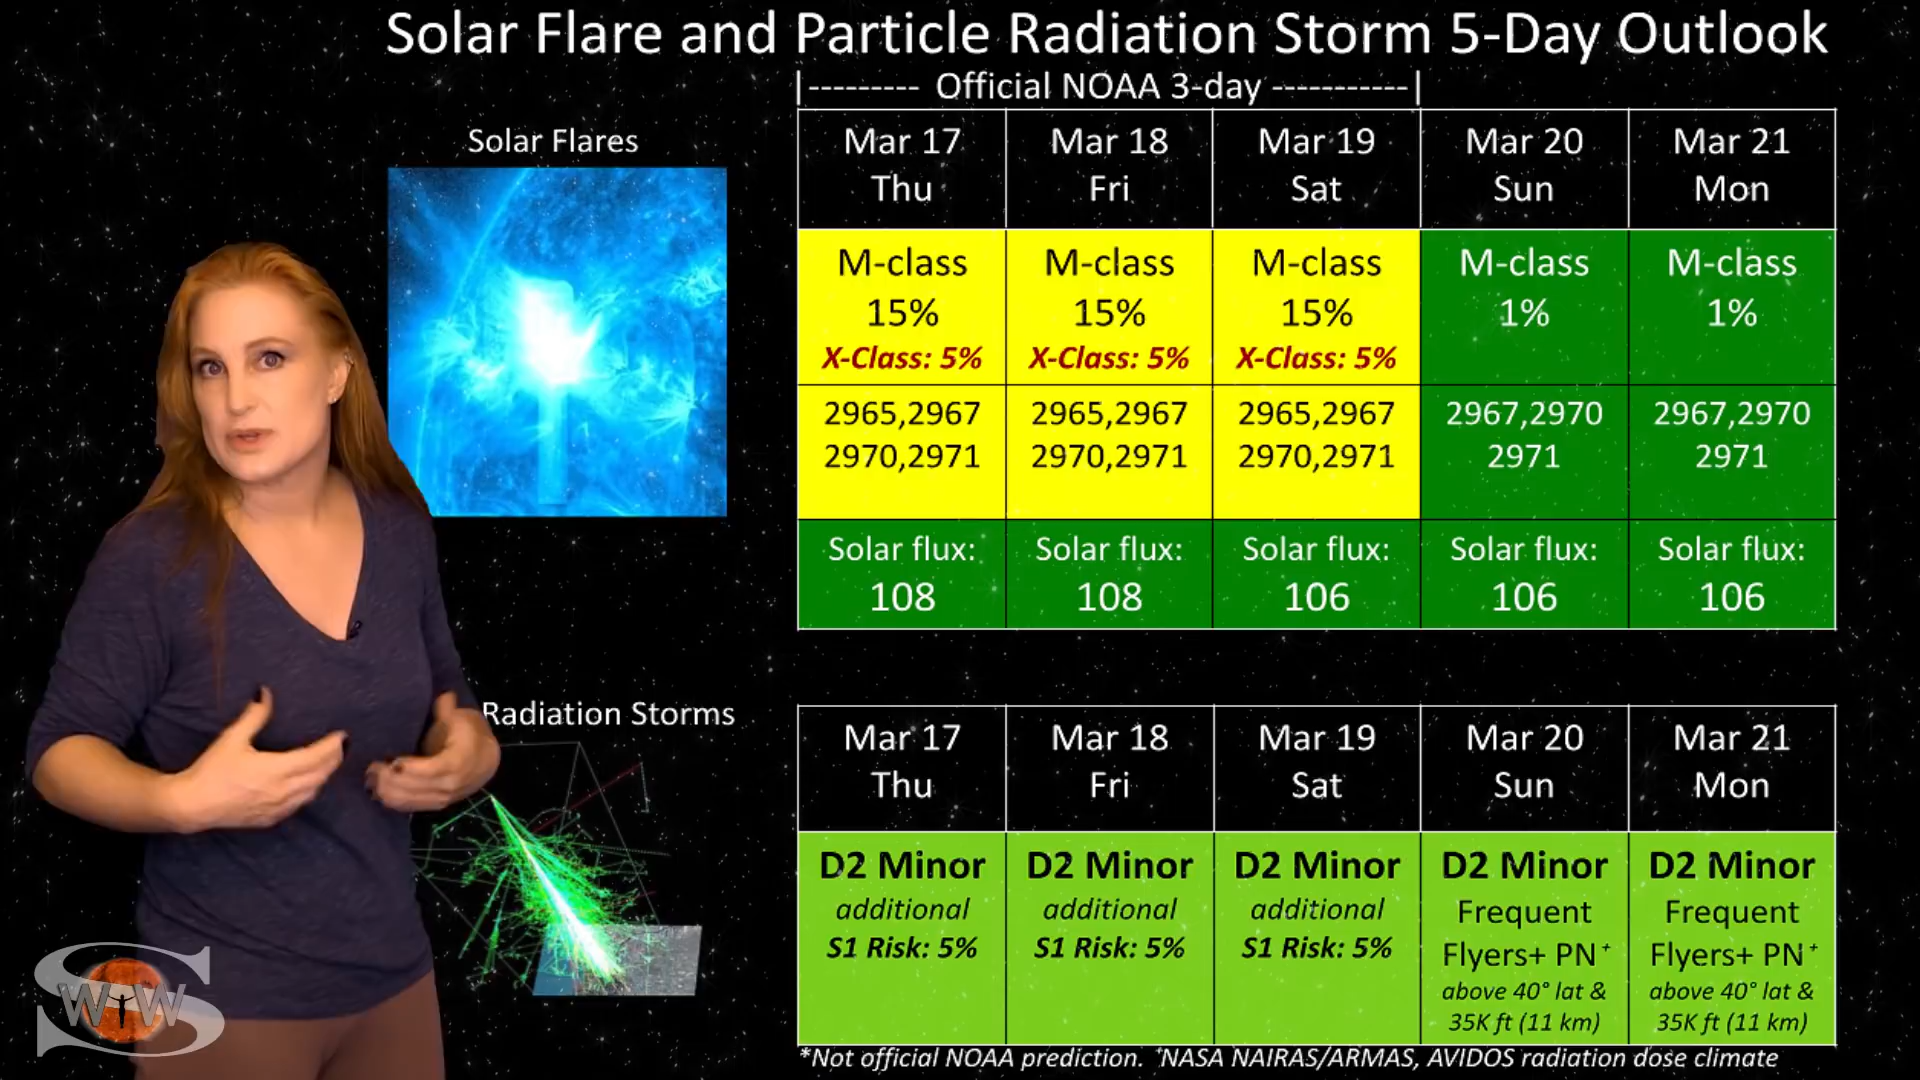 Solar Flare and Particle Radiation Storm 5-Day Outlook
|--------- Official NOAA 3-day -----------|
Solar Flares
Mar 17 Mar 18 Mar 19 Mar 20 Mar 21
Thu Fri Sat Sun Mon
M-class M-class M-class M-class M-class
15% 15% 15% 1% 1%
X-Class: 5% X-Class: 5% X-Class: 5%
2965,2967 2965,2967 2965,2967 2967,2970 2967,2970
2970,2971 2970,2971 2970,2971 2971 2971
Solar flux: Solar flux: Solar flux: Solar flux: Solar flux:
108 108 106 106 106
Radiation Storms
Mar 17 Mar 18 Mar 19 Mar 20 Mar 21
Thu Fri Sat Sun Mon
D2 Minor D2 Minor D2 Minor D2 Minor D2 Minor
additional additional additional Frequent Frequent
S1 Risk: 5% S1 Risk: 5% S1 Risk: 5% Flyers+ PN⁺ Flyers+ PN⁺
above 40° lat & above 40° lat &
35K ft (11 km) 35K ft (11 km)
*Not official NOAA prediction. ⁺NASA NAIRAS/ARMAS, AVIDOS radiation dose climate
S
WW